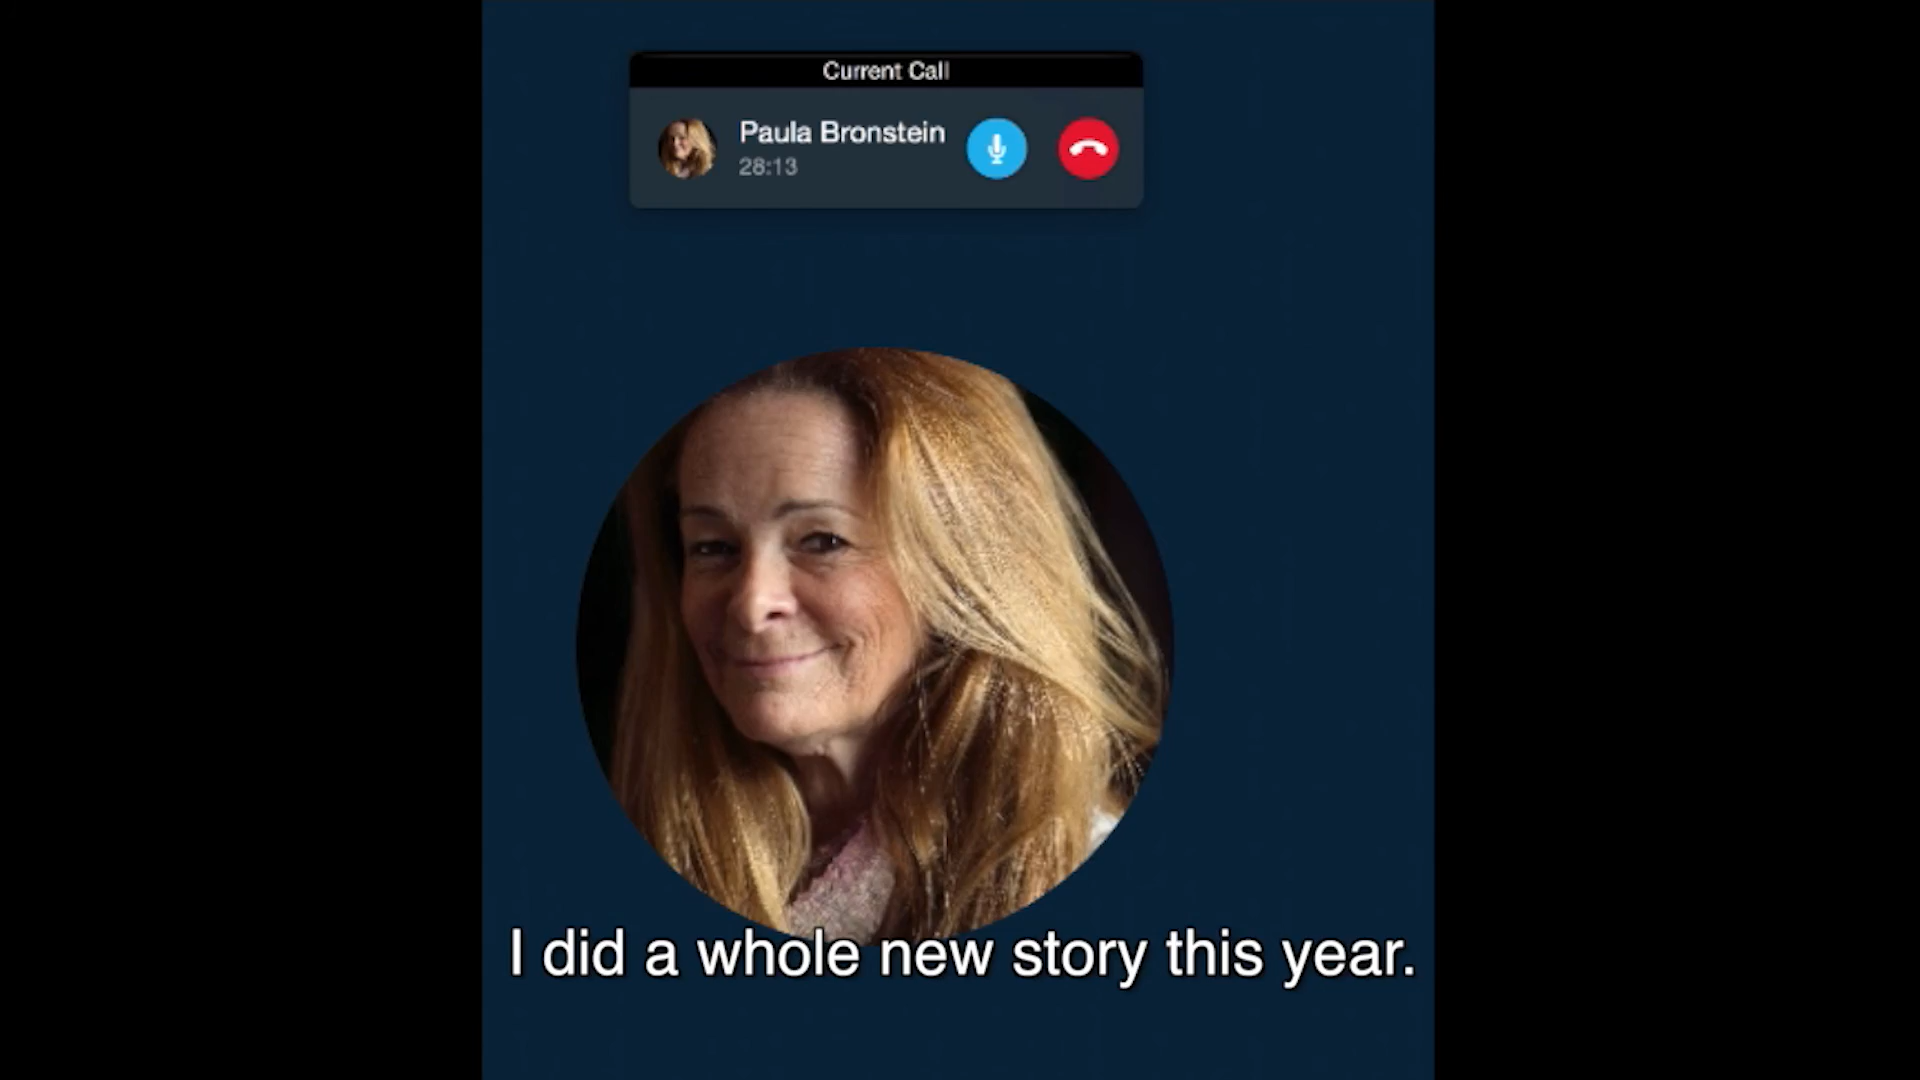 Current Call
Paula Bronstein
28:13
I did a whole new story this year.